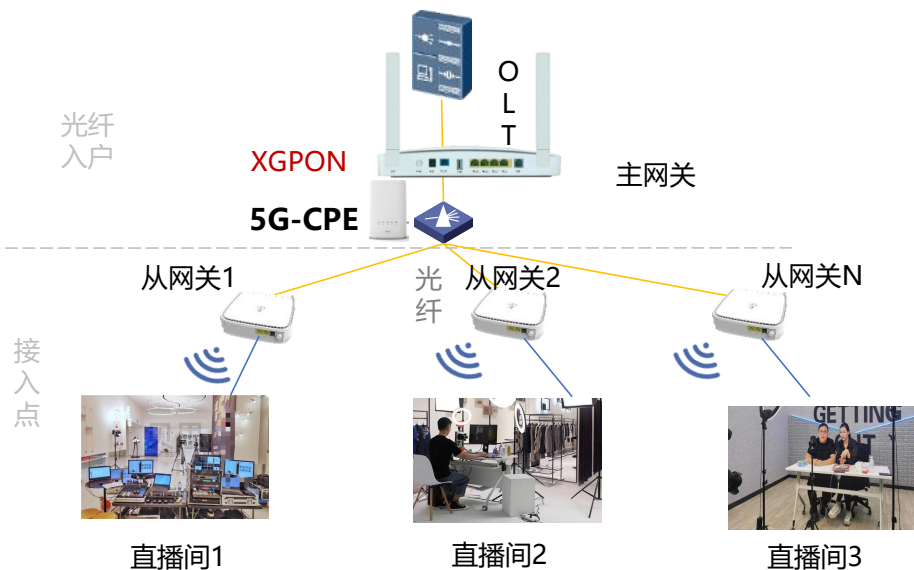 O
L
T
光纤
入户
XGPON
主网关
5G-CPE
从网关1
光
纤
从网关2
从网关N
接
入
点
GETTING
直播间1
直播间2
直播间3